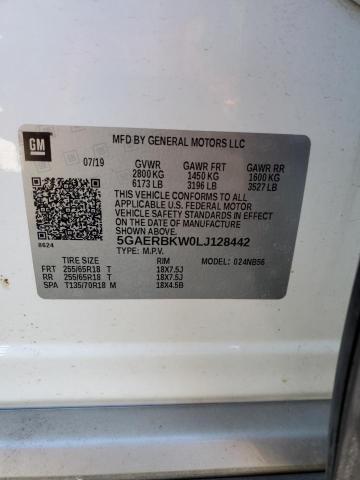 GM
MFD BY GENERAL MOTORS LLC
07/19 GVWR GAWR FRT GAWR RR
2800 KG 1450 KG 1600 KG
6173 LB 3196 LB 3527 LB
THIS VEHICLE CONFORMS TO ALL
APPLICABLE U.S. FEDERAL MOTOR
VEHICLE SAFETY AND THEFT
PREVENTION STANDARDS IN EFFECT
ON THE DATE OF MANUFACTURE
SHOWN ABOVE.
5GAERBKW0LJ128442
8624 TYPE: M.P.V.
TIRE SIZE RIM MODEL: 024NB56
FRT 255/65R18 T 18X7.5J
RR 255/65R18 T 18X7.5J
SPA T135/70R18 M 18X4.5B